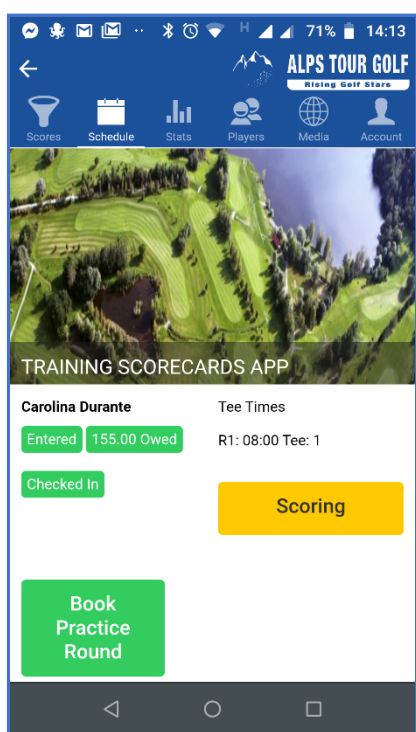 H 71% 14:13
ALPS TOUR GOLF
Rising Golf Stars
Scores Schedule Stats Players Media Account
TRAINING SCORECARDS APP
Carolina Durante Tee Times
Entered 155.00 Owed R1: 08:00 Tee: 1
Checked In
Scoring
Book
Practice
Round